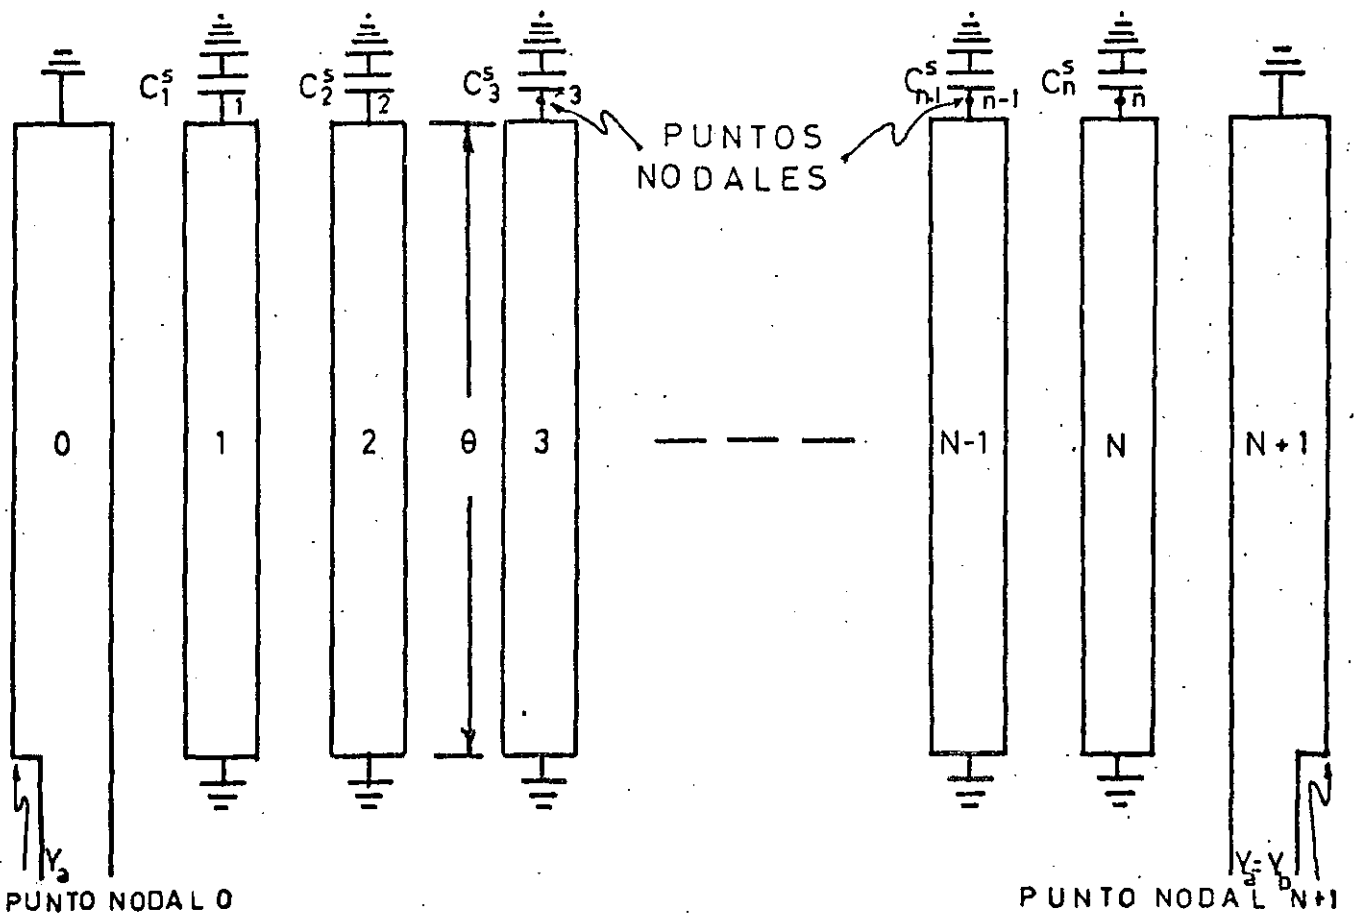 C₁ˢ 1 C₂ˢ 2 C₃ˢ 3 Cₙ₋₁ˢ n-1 Cₙˢ n
PUNTOS
NODALES
0 1 2 θ 3 N-1 N N+1
Yₐ Yₐ=Y_b
PUNTO NODAL 0 PUNTO NODAL N+1